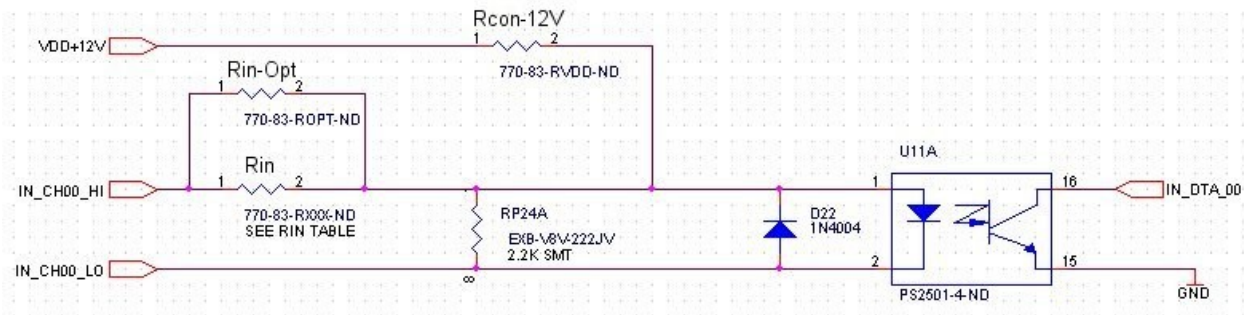 Rcon-12V
VDD+12V
1 2
770-83-RVDD-ND
Rin-Opt
1 2
770-83-ROPT-ND
Rin
IN_CH00_HI
1 2
770-83-RXXX-ND
SEE RIN TABLE
RP24A
EXB-V8V-222JV
2.2K SMT
8
IN_CH00_LO
D22
1N4004
U11A
1
2
16
15
PS2501-4-ND
IN_DTA_00
GND